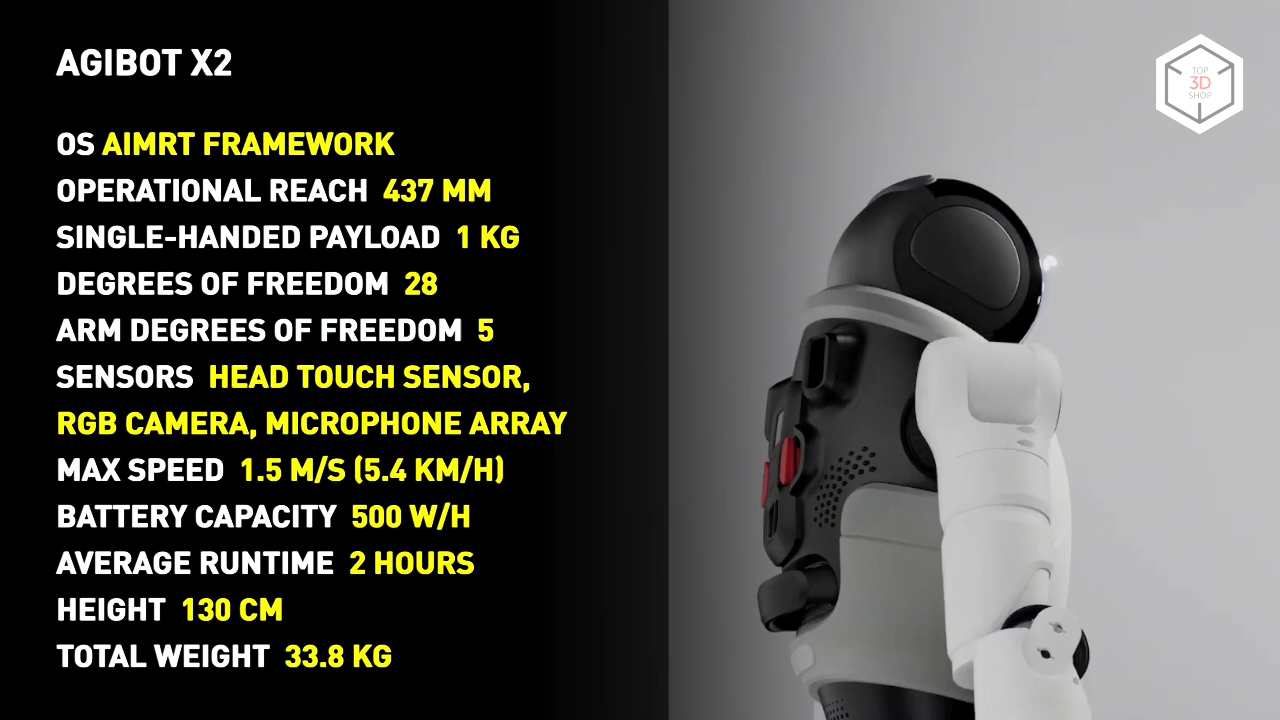 AGIBOT X2
TOP
3D
SHOP
OS AIMRT FRAMEWORK
OPERATIONAL REACH 437 MM
SINGLE-HANDED PAYLOAD 1 KG
DEGREES OF FREEDOM 28
ARM DEGREES OF FREEDOM 5
SENSORS HEAD TOUCH SENSOR,
RGB CAMERA, MICROPHONE ARRAY
MAX SPEED 1.5 M/S (5.4 KM/H)
BATTERY CAPACITY 500 W/H
AVERAGE RUNTIME 2 HOURS
HEIGHT 130 CM
TOTAL WEIGHT 33.8 KG